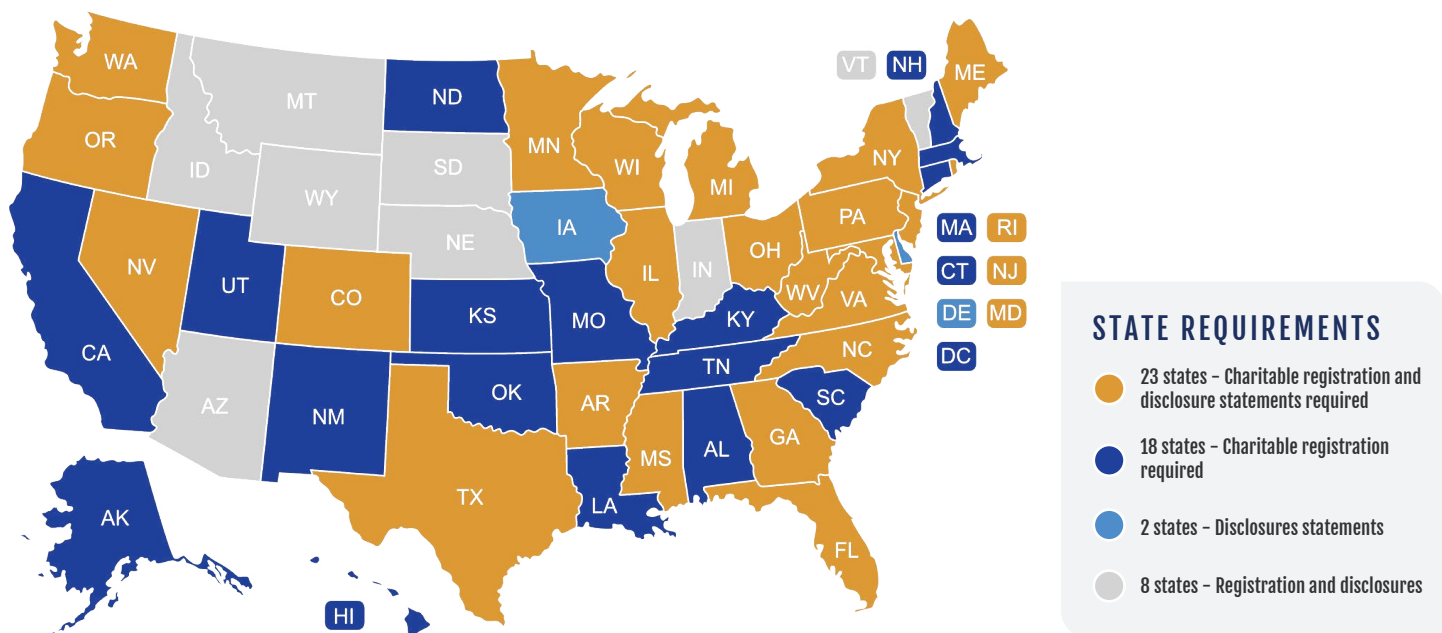 VT NH
WA
ME
MT
ND
OR
MN
ID
SD
WI
NY
WY
MI
IA
PA
NE
MA RI
NV
OH
IL
IN
CT NJ
UT
CO
WV
VA
KS
MO
KY
DE MD
CA
NC
DC
TN
OK
SC
AZ
NM
AR
GA
AL
MS
TX
LA
AK
FL
HI
STATE REQUIREMENTS
23 states – Charitable registration and
disclosure statements required
18 states – Charitable registration
required
2 states – Disclosures statements
8 states – Registration and disclosures